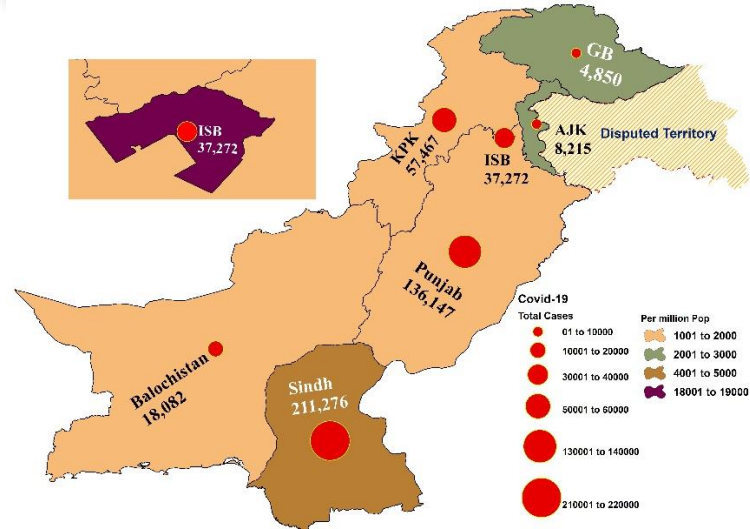 GB
4,850
ISB
37,272
AJK
8,215
Disputed Territory
KPK
57,467
ISB
37,272
Punjab
136,147
Balochistan
18,082
Sindh
211,276
Covid-19
Total Cases
01 to 10000
10001 to 20000
30001 to 40000
50001 to 60000
130001 to 140000
210001 to 220000
Per million Pop
1001 to 2000
2001 to 3000
4001 to 5000
18001 to 19000